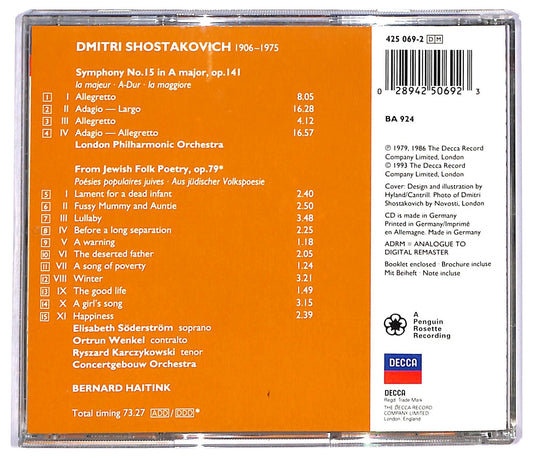 DMITRI SHOSTAKOVICH 1906–1975
Symphony No.15 in A major, op.141
la majeur · A-Dur · la maggiore
1 I Allegretto 8.05
2 II Adagio — Largo 16.28
3 III Allegretto 4.12
4 IV Adagio — Allegretto 16.57
London Philharmonic Orchestra
From Jewish Folk Poetry, op.79*
Poésies populaires juives · Aus jüdischer Volkspoesie
5 I Lament for a dead infant 2.40
6 II Fussy Mummy and Auntie 2.50
7 III Lullaby 3.48
8 IV Before a long separation 2.25
9 V A warning 1.18
10 VI The deserted father 2.05
11 VII A song of poverty 1.24
12 VIII Winter 3.21
13 IX The good life 1.49
14 X A girl's song 3.15
15 XI Happiness 2.39
Elisabeth Söderström soprano
Ortrun Wenkel contralto
Ryszard Karczykowski tenor
Concertgebouw Orchestra
BERNARD HAITINK
Total timing 73.27 ADD/DDD*
425 069-2 DM
0 28942 50692 3
BA 924
℗ 1979, 1986 The Decca Record
Company Limited, London
© 1993 The Decca Record
Company Limited, London
Cover: Design and illustration by
Hyland/Cantrill. Photo of Dmitri
Shostakovich by Novosti, London
CD is made in Germany
Printed in Germany/Imprimé
en Allemagne. Made in Germany
ADRM = ANALOGUE TO
DIGITAL REMASTER
Booklet enclosed · Brochure incluse
Mit Beiheft · Note incluse
A
Penguin
Rosette
Recording
DECCA
DECCA
Regd. Trade Mark
THE DECCA RECORD
COMPANY LIMITED
London, England